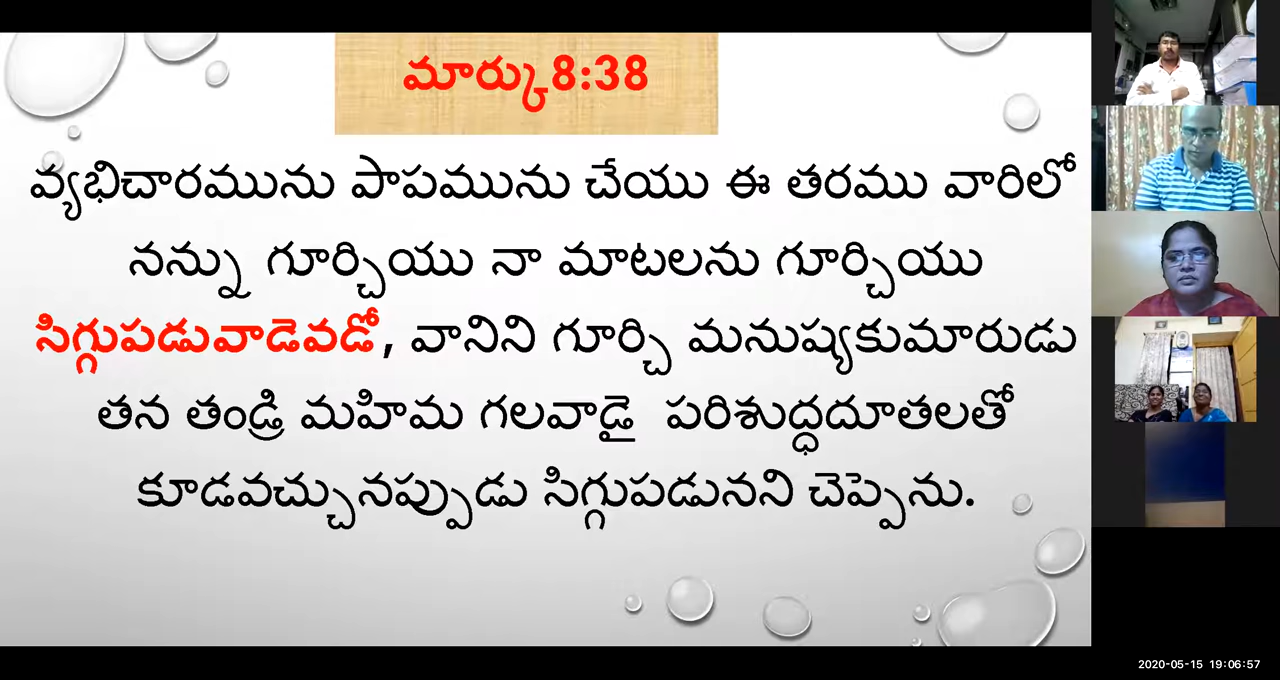 మార్కు8:38
వ్యభిచారమును పాపమును చేయు ఈ తరము వారిలో
నన్ను గూర్చియు నా మాటలను గూర్చియు
సిగ్గుపడువాడెవడో, వానిని గూర్చి మనుష్యకుమారుడు
తన తండ్రి మహిమ గలవాడై పరిశుద్ధదూతలతో
కూడవచ్చునప్పుడు సిగ్గుపడునని చెప్పెను.
2020-05-15 19:06:57